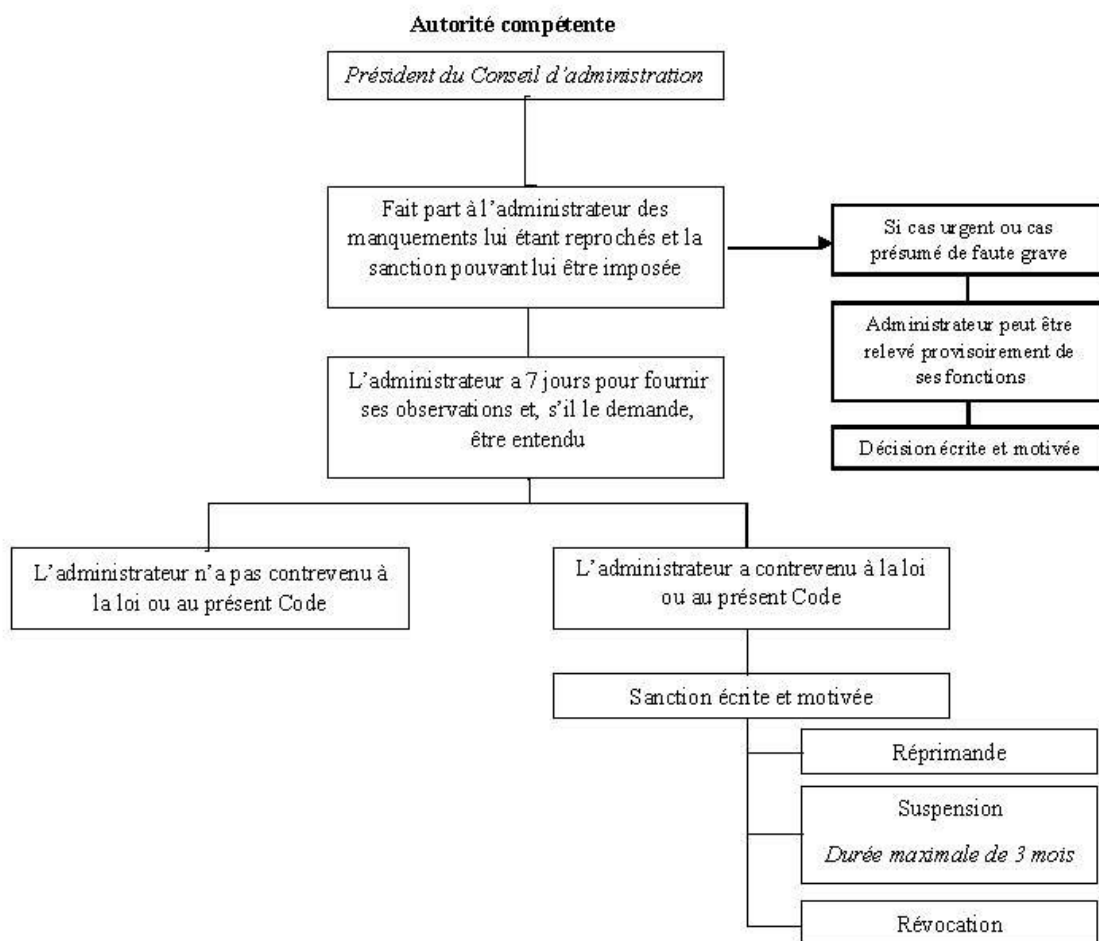 Autorité compétente
Président du Conseil d'administration
Fait part à l'administrateur des
manquements lui étant reprochés et la
sanction pouvant lui être imposée
Si cas urgent ou cas
présumé de faute grave
Administrateur peut être
relevé provisoirement de
ses fonctions
Décision écrite et motivée
L'administrateur a 7 jours pour fournir
ses observations et, s'il le demande,
être entendu
L'administrateur n'a pas contrevenu à
la loi ou au présent Code
L'administrateur a contrevenu à la loi
ou au présent Code
Sanction écrite et motivée
Réprimande
Suspension
Durée maximale de 3 mois
Révocation